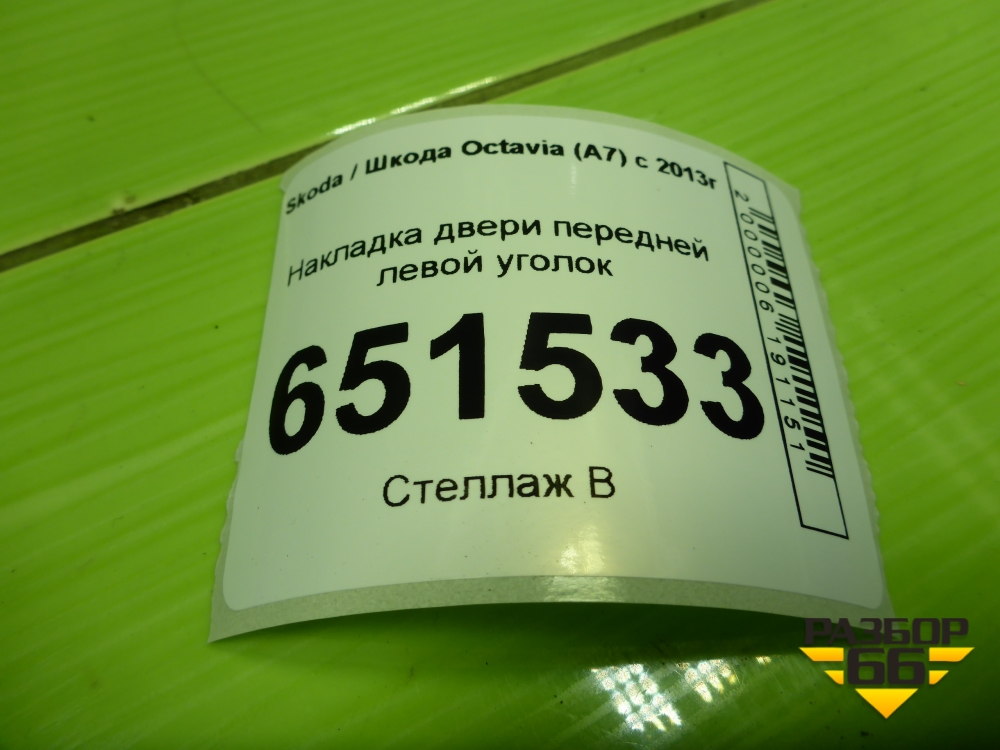 Skoda / Шкода Octavia (A7) с 2013г
Накладка двери передней
левой уголок
651533
Стеллаж В
2000006191151
РАЗБОР
66